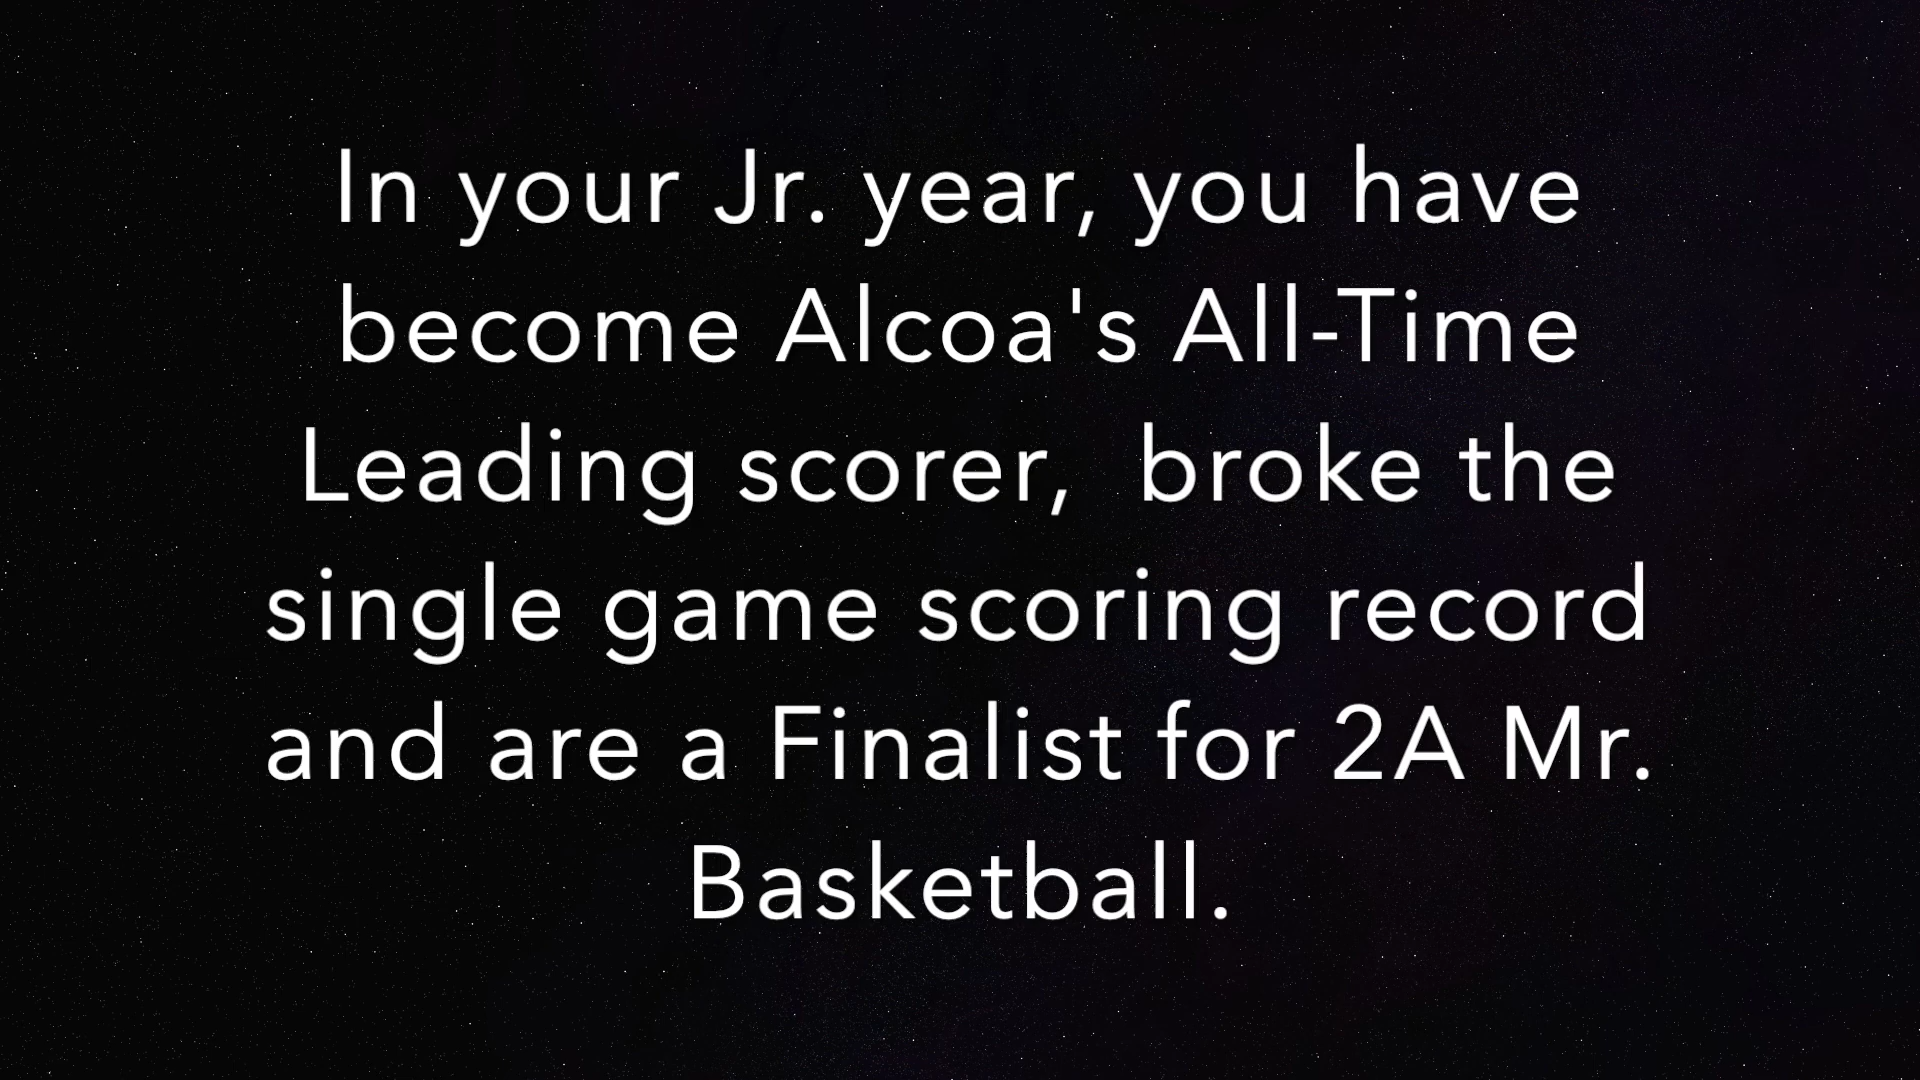 In your Jr. year, you have
become Alcoa's All-Time
Leading scorer,  broke the
single game scoring record
and are a Finalist for 2A Mr.
Basketball.